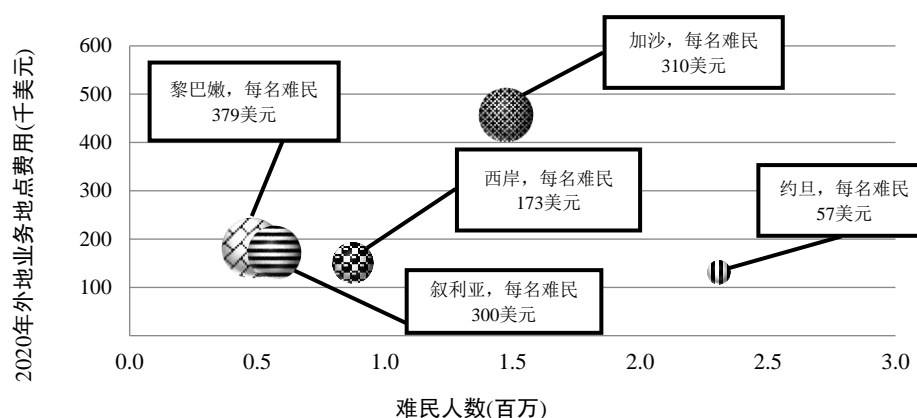 2020年外地业务地点费用(千美元)
600
500
400
300
200
100
黎巴嫩，每名难民
379美元
加沙，每名难民
310美元
西岸，每名难民
173美元
约旦，每名难民
57美元
叙利亚，每名难民
300美元
0.0
0.5
1.0
1.5
2.0
2.5
3.0
难民人数(百万)